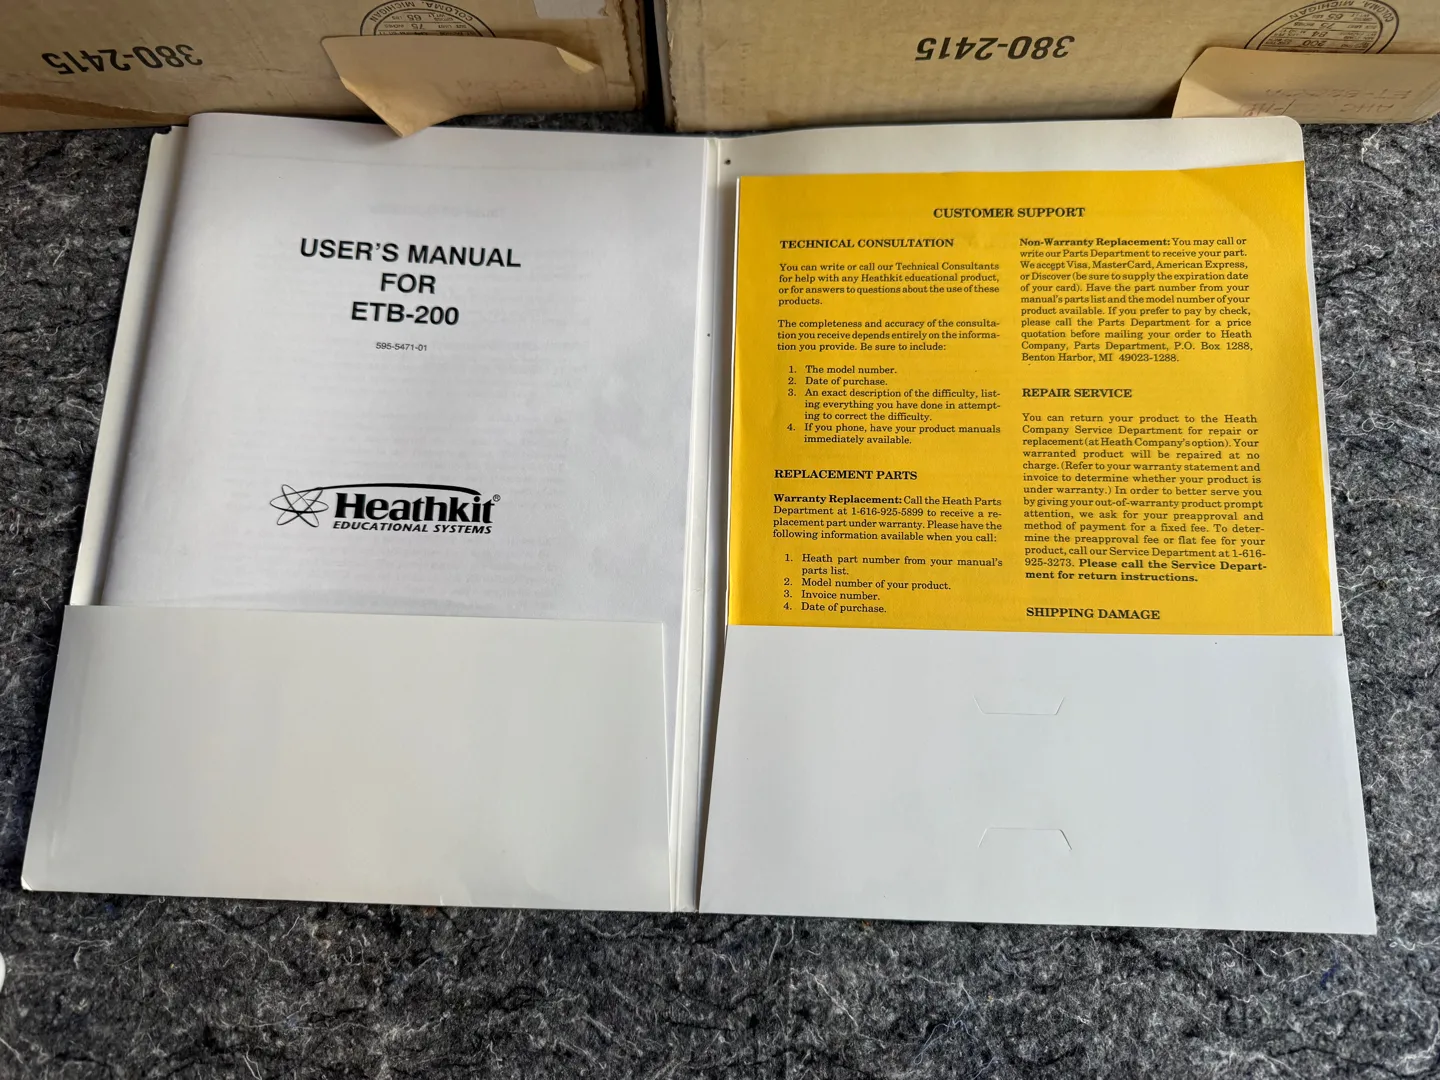 380-2415
COLOMA, MICHIGAN
65
75
380-2415
COLOMA, MICHIGAN
65
84
200
USER'S MANUAL
FOR
ETB-200
595-5471-01
Heathkit®
EDUCATIONAL SYSTEMS
CUSTOMER SUPPORT
TECHNICAL CONSULTATION
You can write or call our Technical Consultants
for help with any Heathkit educational product,
or for answers to questions about the use of these
products.
The completeness and accuracy of the consulta-
tion you receive depends entirely on the informa-
tion you provide. Be sure to include:
1. The model number.
2. Date of purchase.
3. An exact description of the difficulty, list-
ing everything you have done in attempt-
ing to correct the difficulty.
4. If you phone, have your product manuals
immediately available.
REPLACEMENT PARTS
Warranty Replacement: Call the Heath Parts
Department at 1-616-925-5899 to receive a re-
placement part under warranty. Please have the
following information available when you call:
1. Heath part number from your manual's
parts list.
2. Model number of your product.
3. Invoice number.
4. Date of purchase.
Non-Warranty Replacement: You may call or
write our Parts Department to receive your part.
We accept Visa, MasterCard, American Express,
or Discover (be sure to supply the expiration date
of your card). Have the part number from your
manual's parts list and the model number of your
product available. If you prefer to pay by check,
please call the Parts Department for a price
quotation before mailing your order to Heath
Company, Parts Department, P.O. Box 1288,
Benton Harbor, MI 49023-1288.
REPAIR SERVICE
You can return your product to the Heath
Company Service Department for repair or
replacement (at Heath Company's option). Your
warranted product will be repaired at no
charge. (Refer to your warranty statement and
invoice to determine whether your product is
under warranty.) In order to better serve you
by giving your out-of-warranty product prompt
attention, we ask for your preapproval and
method of payment for a fixed fee. To deter-
mine the preapproval fee or flat fee for your
product, call our Service Department at 1-616-
925-3273. Please call the Service Depart-
ment for return instructions.
SHIPPING DAMAGE